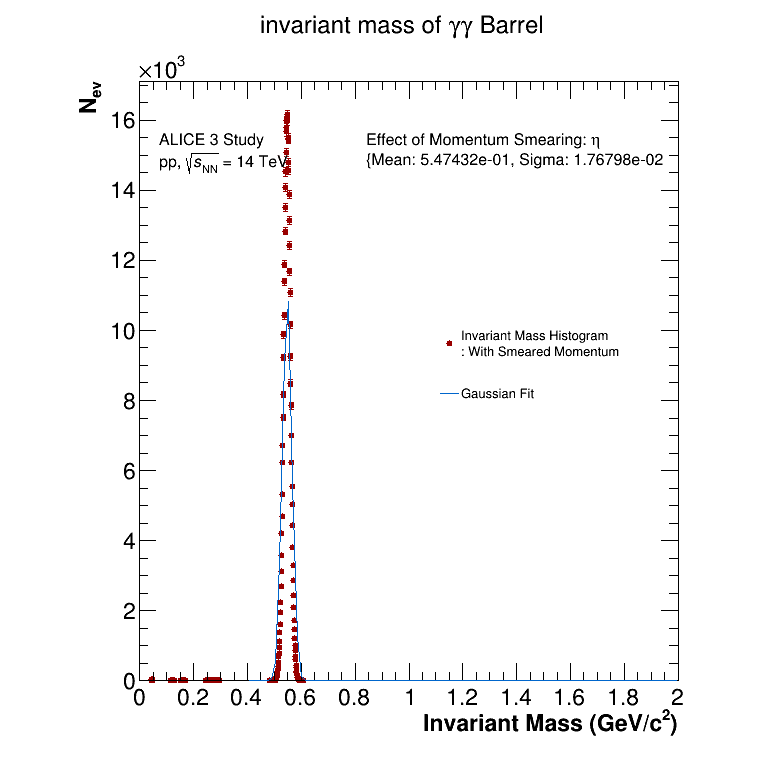 invariant mass of γγ Barrel
×10³
N_ev
16
14
12
10
8
6
4
2
0
ALICE 3 Study
pp, √s_NN = 14 TeV
Effect of Momentum Smearing: η
{Mean: 5.47432e-01, Sigma: 1.76798e-02
Invariant Mass Histogram
: With Smeared Momentum
Gaussian Fit
0 0.2 0.4 0.6 0.8 1 1.2 1.4 1.6 1.8 2
Invariant Mass (GeV/c²)